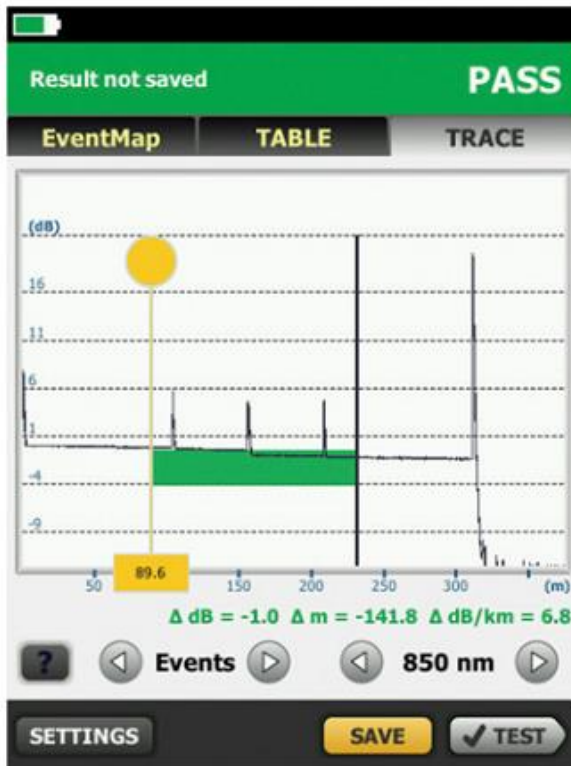 Result not saved
PASS
EventMap
TABLE
TRACE
(dB)
16
11
6
1
-4
-9
50
89.6
150
200
250
300
(m)
Δ dB = -1.0 Δ m = -141.8 Δ dB/km = 6.8
?
Events
850 nm
SETTINGS
SAVE
TEST